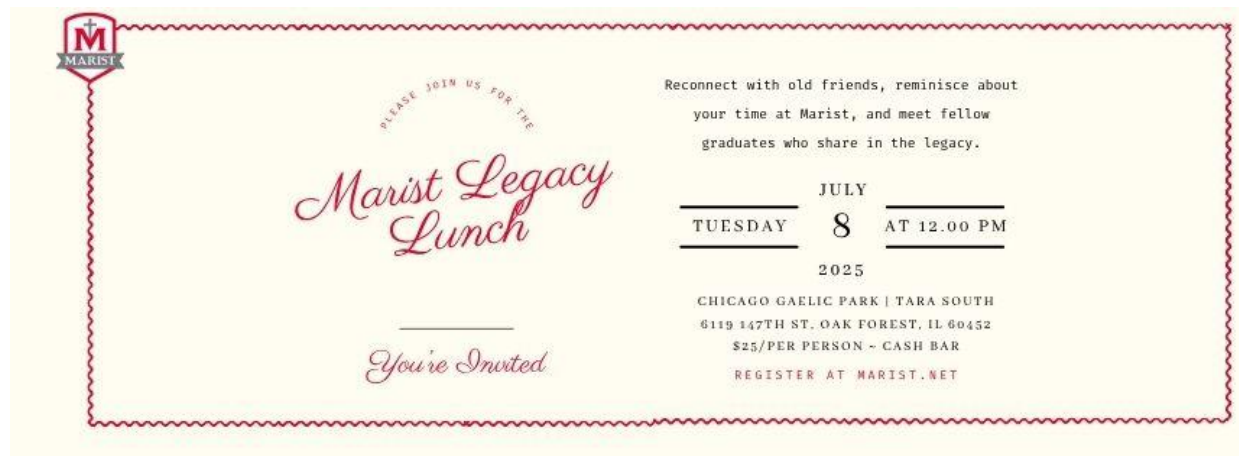 M
MARIST
PLEASE JOIN US FOR THE
Marist Legacy
Lunch
You're Invited
Reconnect with old friends, reminisce about
your time at Marist, and meet fellow
graduates who share in the legacy.
JULY
TUESDAY 8 AT 12.00 PM
2025
CHICAGO GAELIC PARK | TARA SOUTH
6119 147TH ST, OAK FOREST, IL 60452
$25/PER PERSON ~ CASH BAR
REGISTER AT MARIST.NET